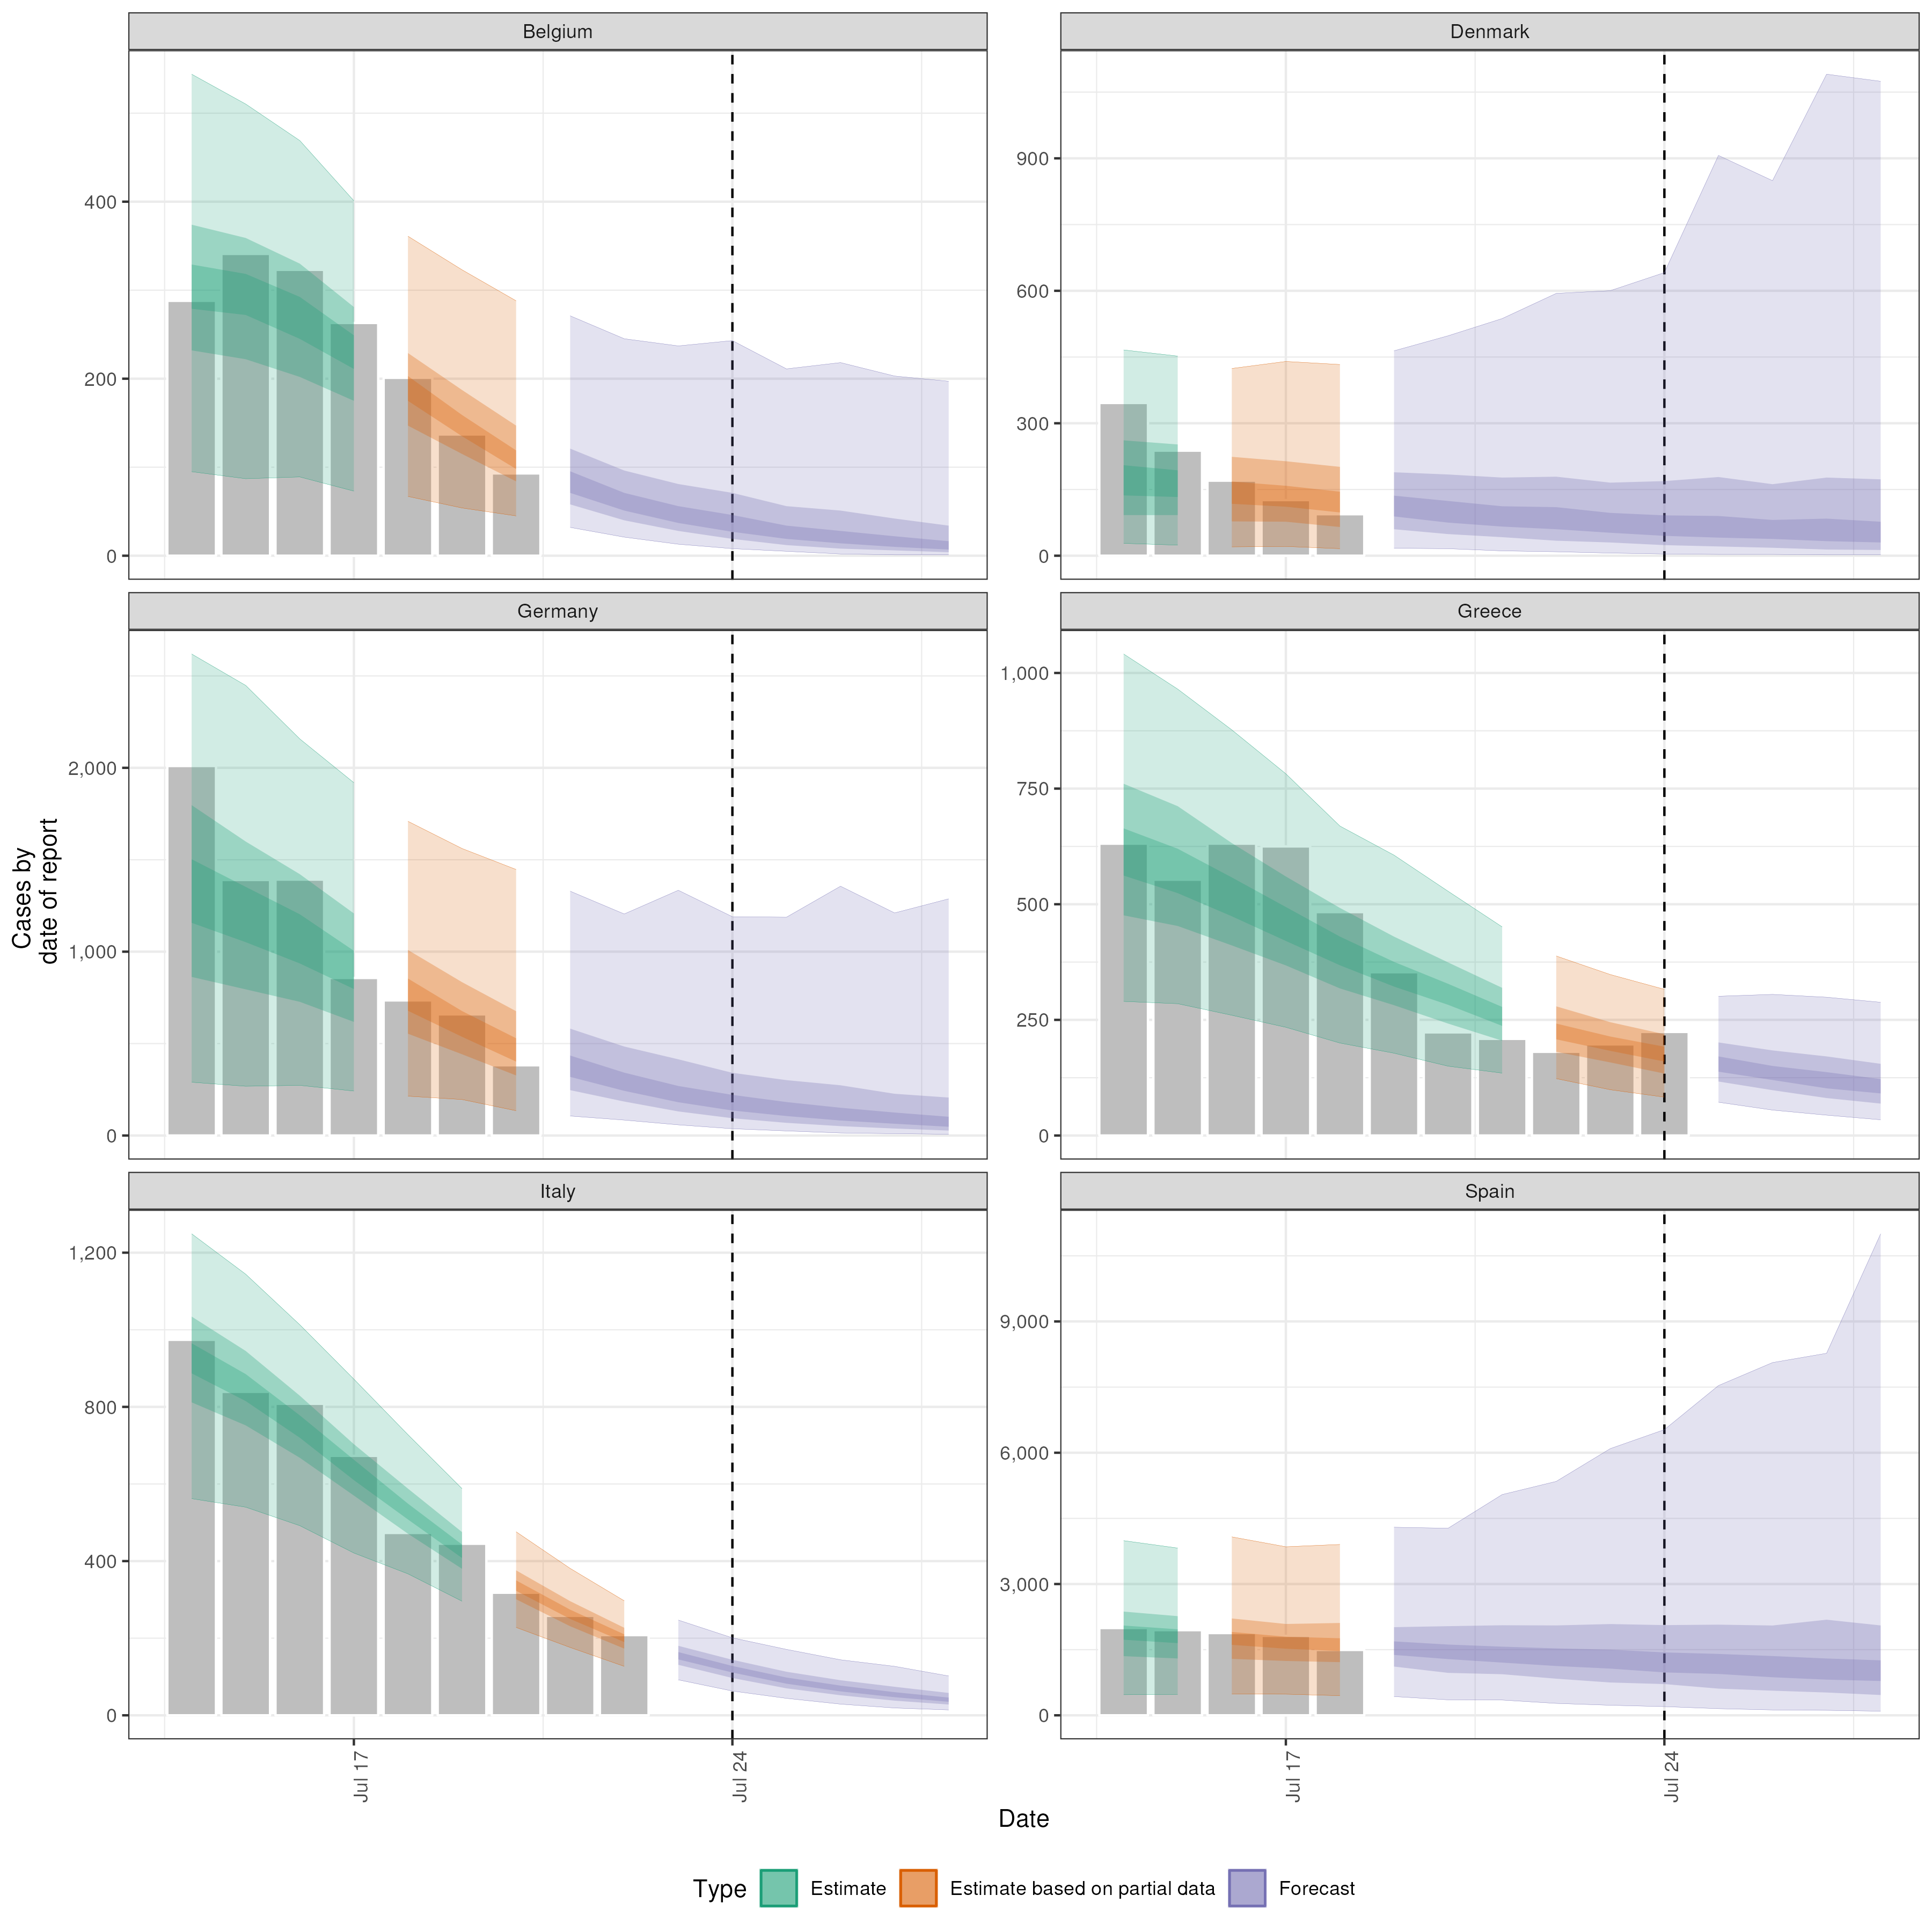 Belgium
Denmark
400
200
0
900
600
300
0
Germany
Greece
2,000
1,000
0
1,000
750
500
250
0
Cases by
date of report
Italy
Spain
1,200
800
400
0
9,000
6,000
3,000
0
Jul 17
Jul 24
Jul 17
Jul 24
Date
Type
Estimate
Estimate based on partial data
Forecast